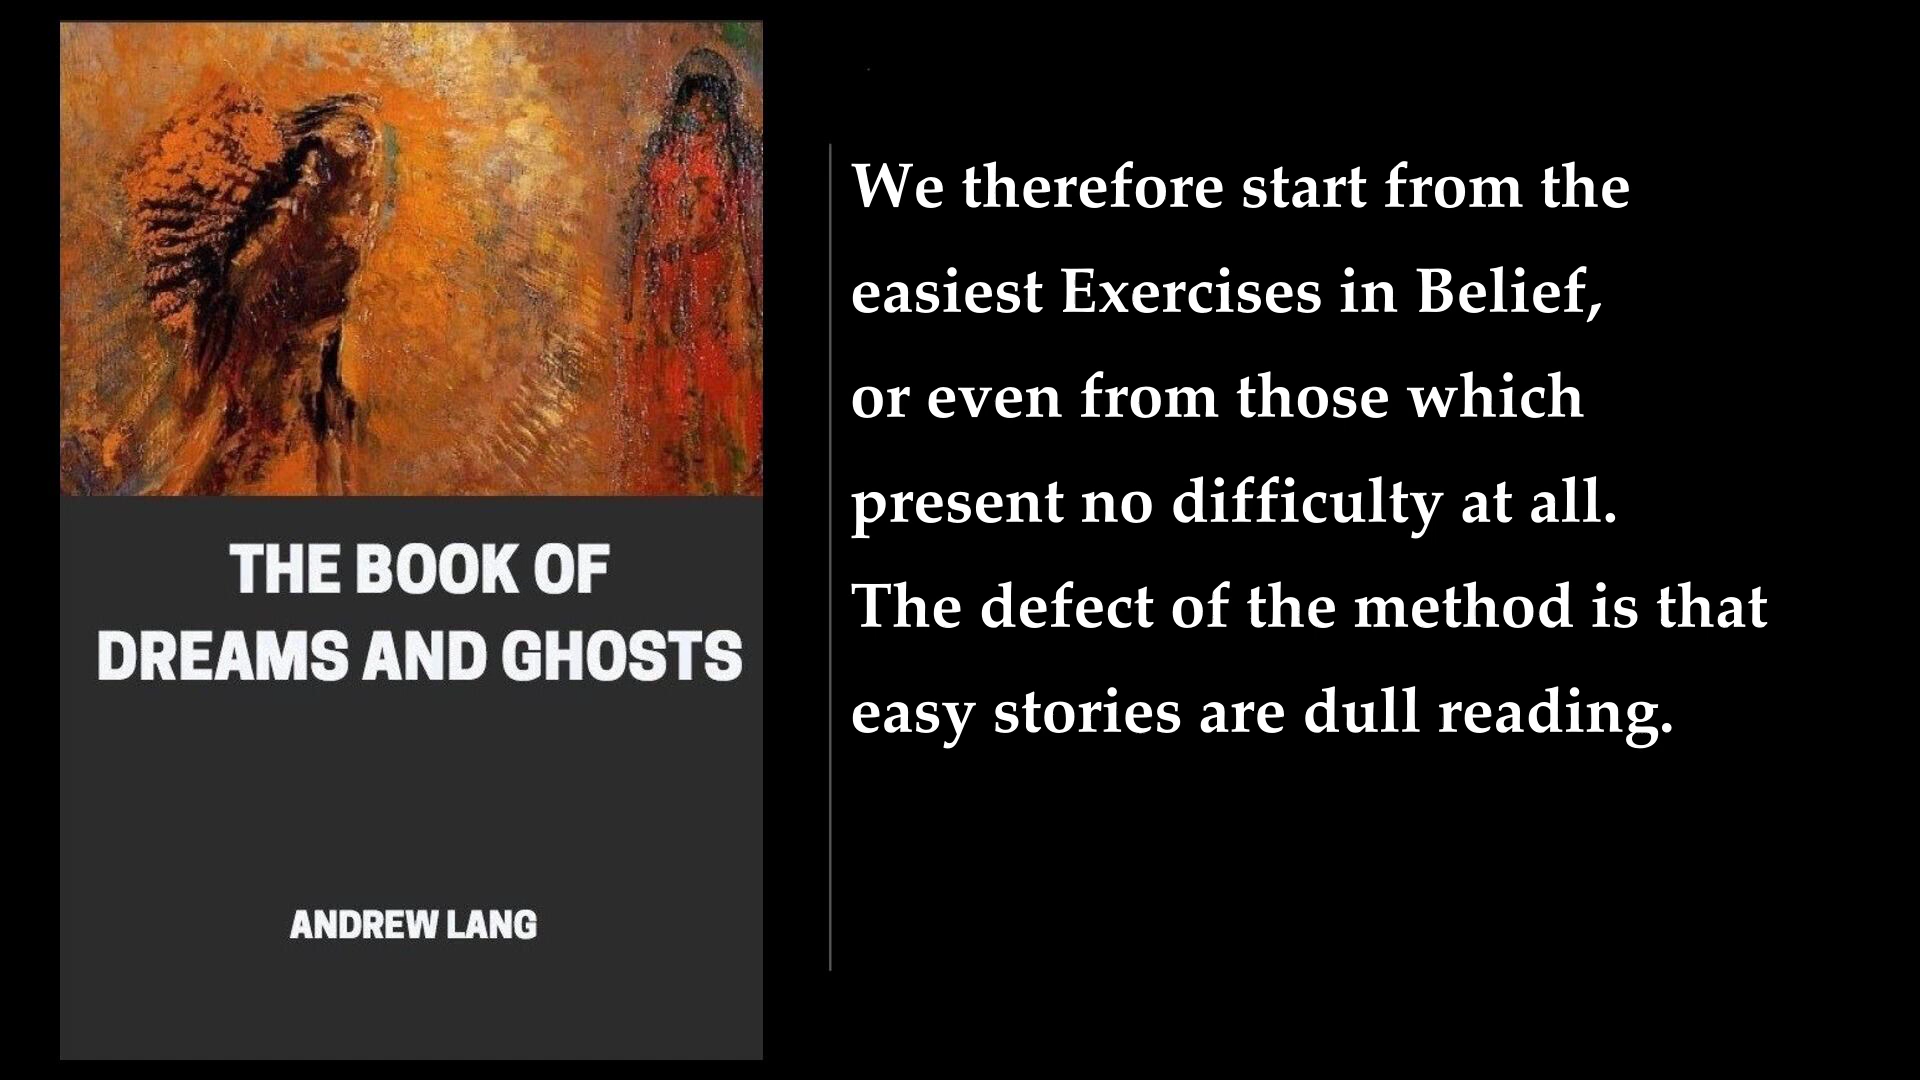 THE BOOK OF
DREAMS AND GHOSTS
ANDREW LANG
We therefore start from the
easiest Exercises in Belief,
or even from those which
present no difficulty at all.
The defect of the method is that
easy stories are dull reading.